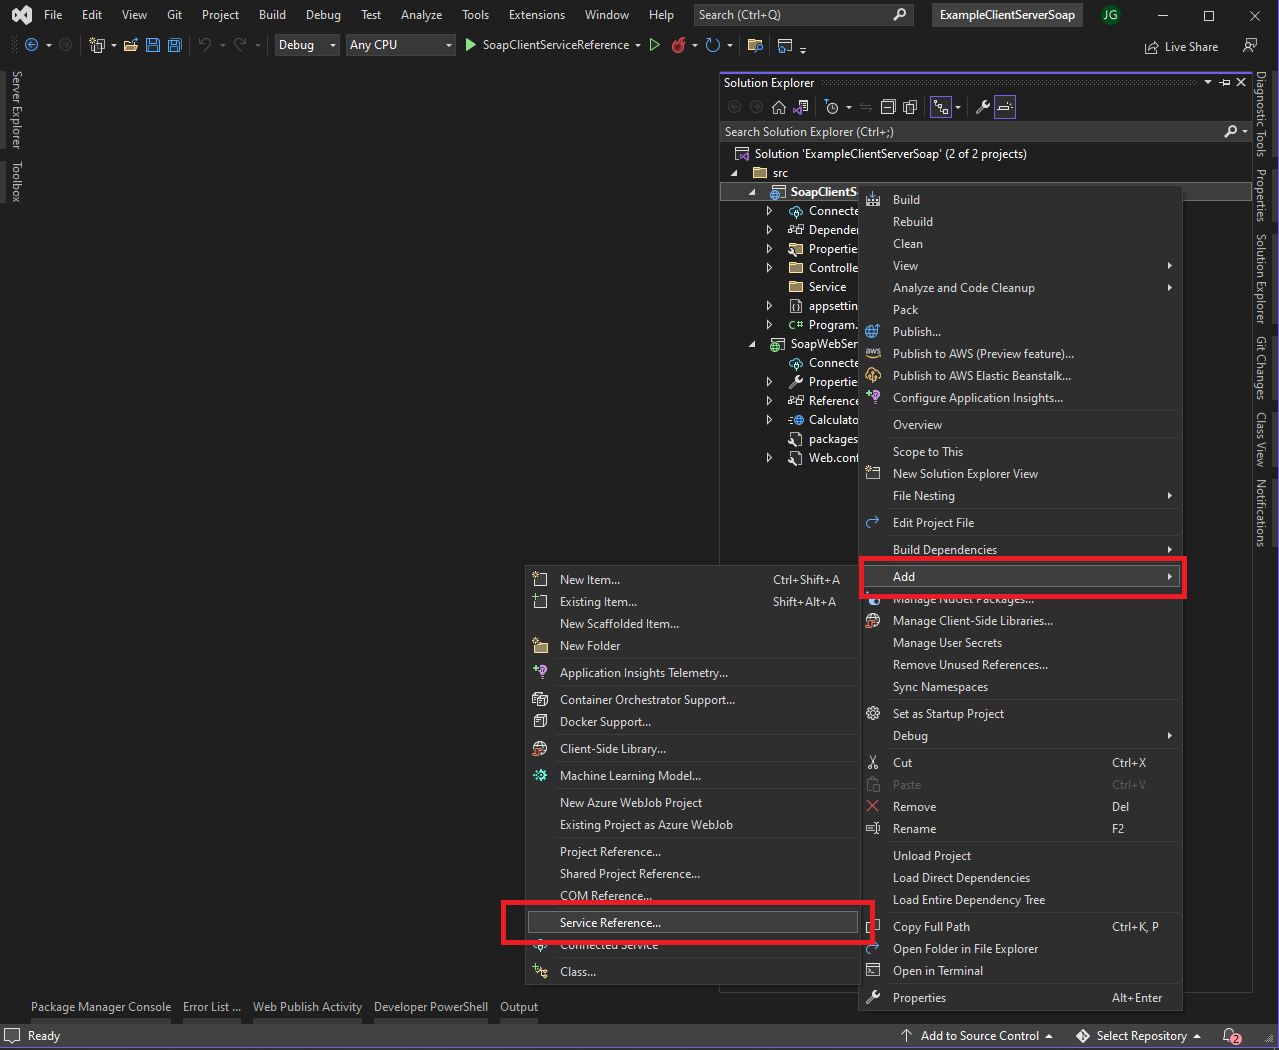 File Edit View Git Project Build Debug Test Analyze Tools Extensions Window Help Search (Ctrl+Q) ExampleClientServerSoap JG
Debug Any CPU SoapClientServiceReference Live Share
Server Explorer
Toolbox
Solution Explorer
Search Solution Explorer (Ctrl+;)
Solution 'ExampleClientServerSoap' (2 of 2 projects)
src
SoapClientS
Connecte
Depender
Propertie
Controlle
Service
appsettin
Program.
SoapWebSer
Connecte
Propertie
Reference
Calculato
packages
Web.conf
Build
Rebuild
Clean
View
Analyze and Code Cleanup
Pack
Publish...
Publish to AWS (Preview feature)...
Publish to AWS Elastic Beanstalk...
Configure Application Insights...
Overview
Scope to This
New Solution Explorer View
File Nesting
Edit Project File
Build Dependencies
Add
Manage NuGet Packages...
Manage Client-Side Libraries...
Manage User Secrets
Remove Unused References...
Sync Namespaces
Set as Startup Project
Debug
Cut Ctrl+X
Paste Ctrl+V
Remove Del
Rename F2
Unload Project
Load Direct Dependencies
Load Entire Dependency Tree
Copy Full Path Ctrl+K, P
Open Folder in File Explorer
Open in Terminal
Properties Alt+Enter
New Item... Ctrl+Shift+A
Existing Item... Shift+Alt+A
New Scaffolded Item...
New Folder
Application Insights Telemetry...
Container Orchestrator Support...
Docker Support...
Client-Side Library...
Machine Learning Model...
New Azure WebJob Project
Existing Project as Azure WebJob
Project Reference...
Shared Project Reference...
COM Reference...
Service Reference...
Connected Service
Class...
Diagnostic Tools
Properties
Solution Explorer
Git Changes
Class View
Notifications
Package Manager Console Error List ... Web Publish Activity Developer PowerShell Output
Ready Add to Source Control Select Repository 2